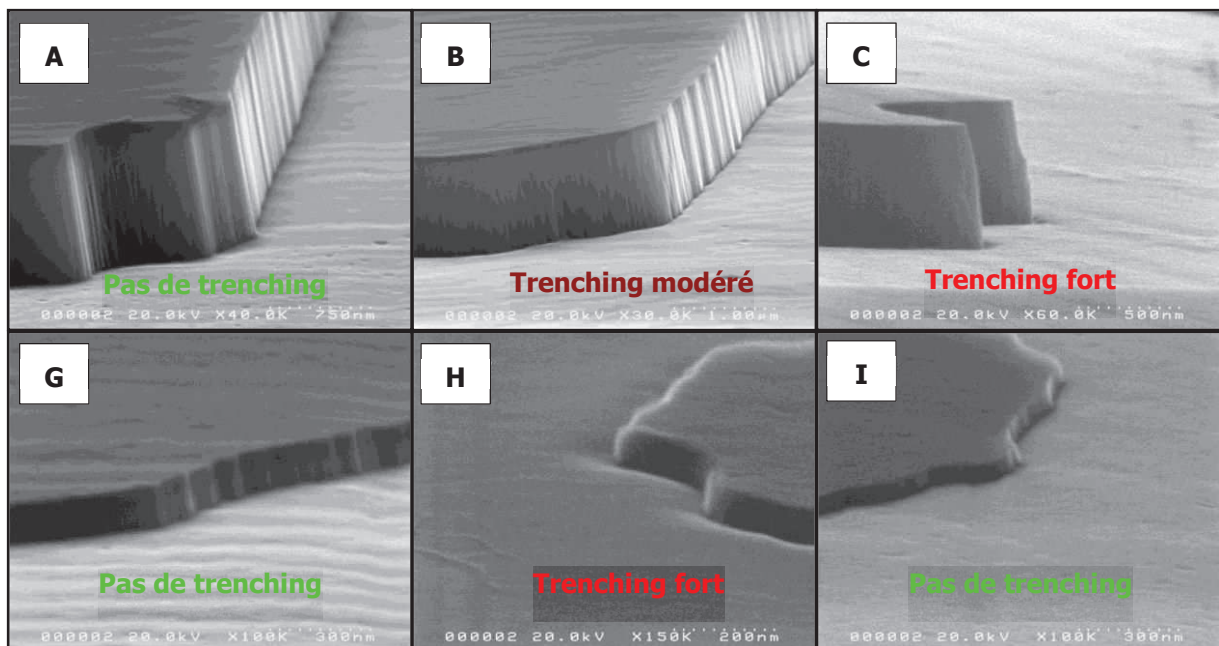 A
B
C
Pas de trenching
Trenching modéré
Trenching fort
000002 20.0kV X40.0K 750nm
000002 20.0kV X30.0K 1.00µm
000002 20.0kV X60.0K 500nm
G
H
I
Pas de trenching
Trenching fort
Pas de trenching
000002 20.0kV X100K 300nm
000002 20.0kV X150K 200nm
000002 20.0kV X100K 300nm